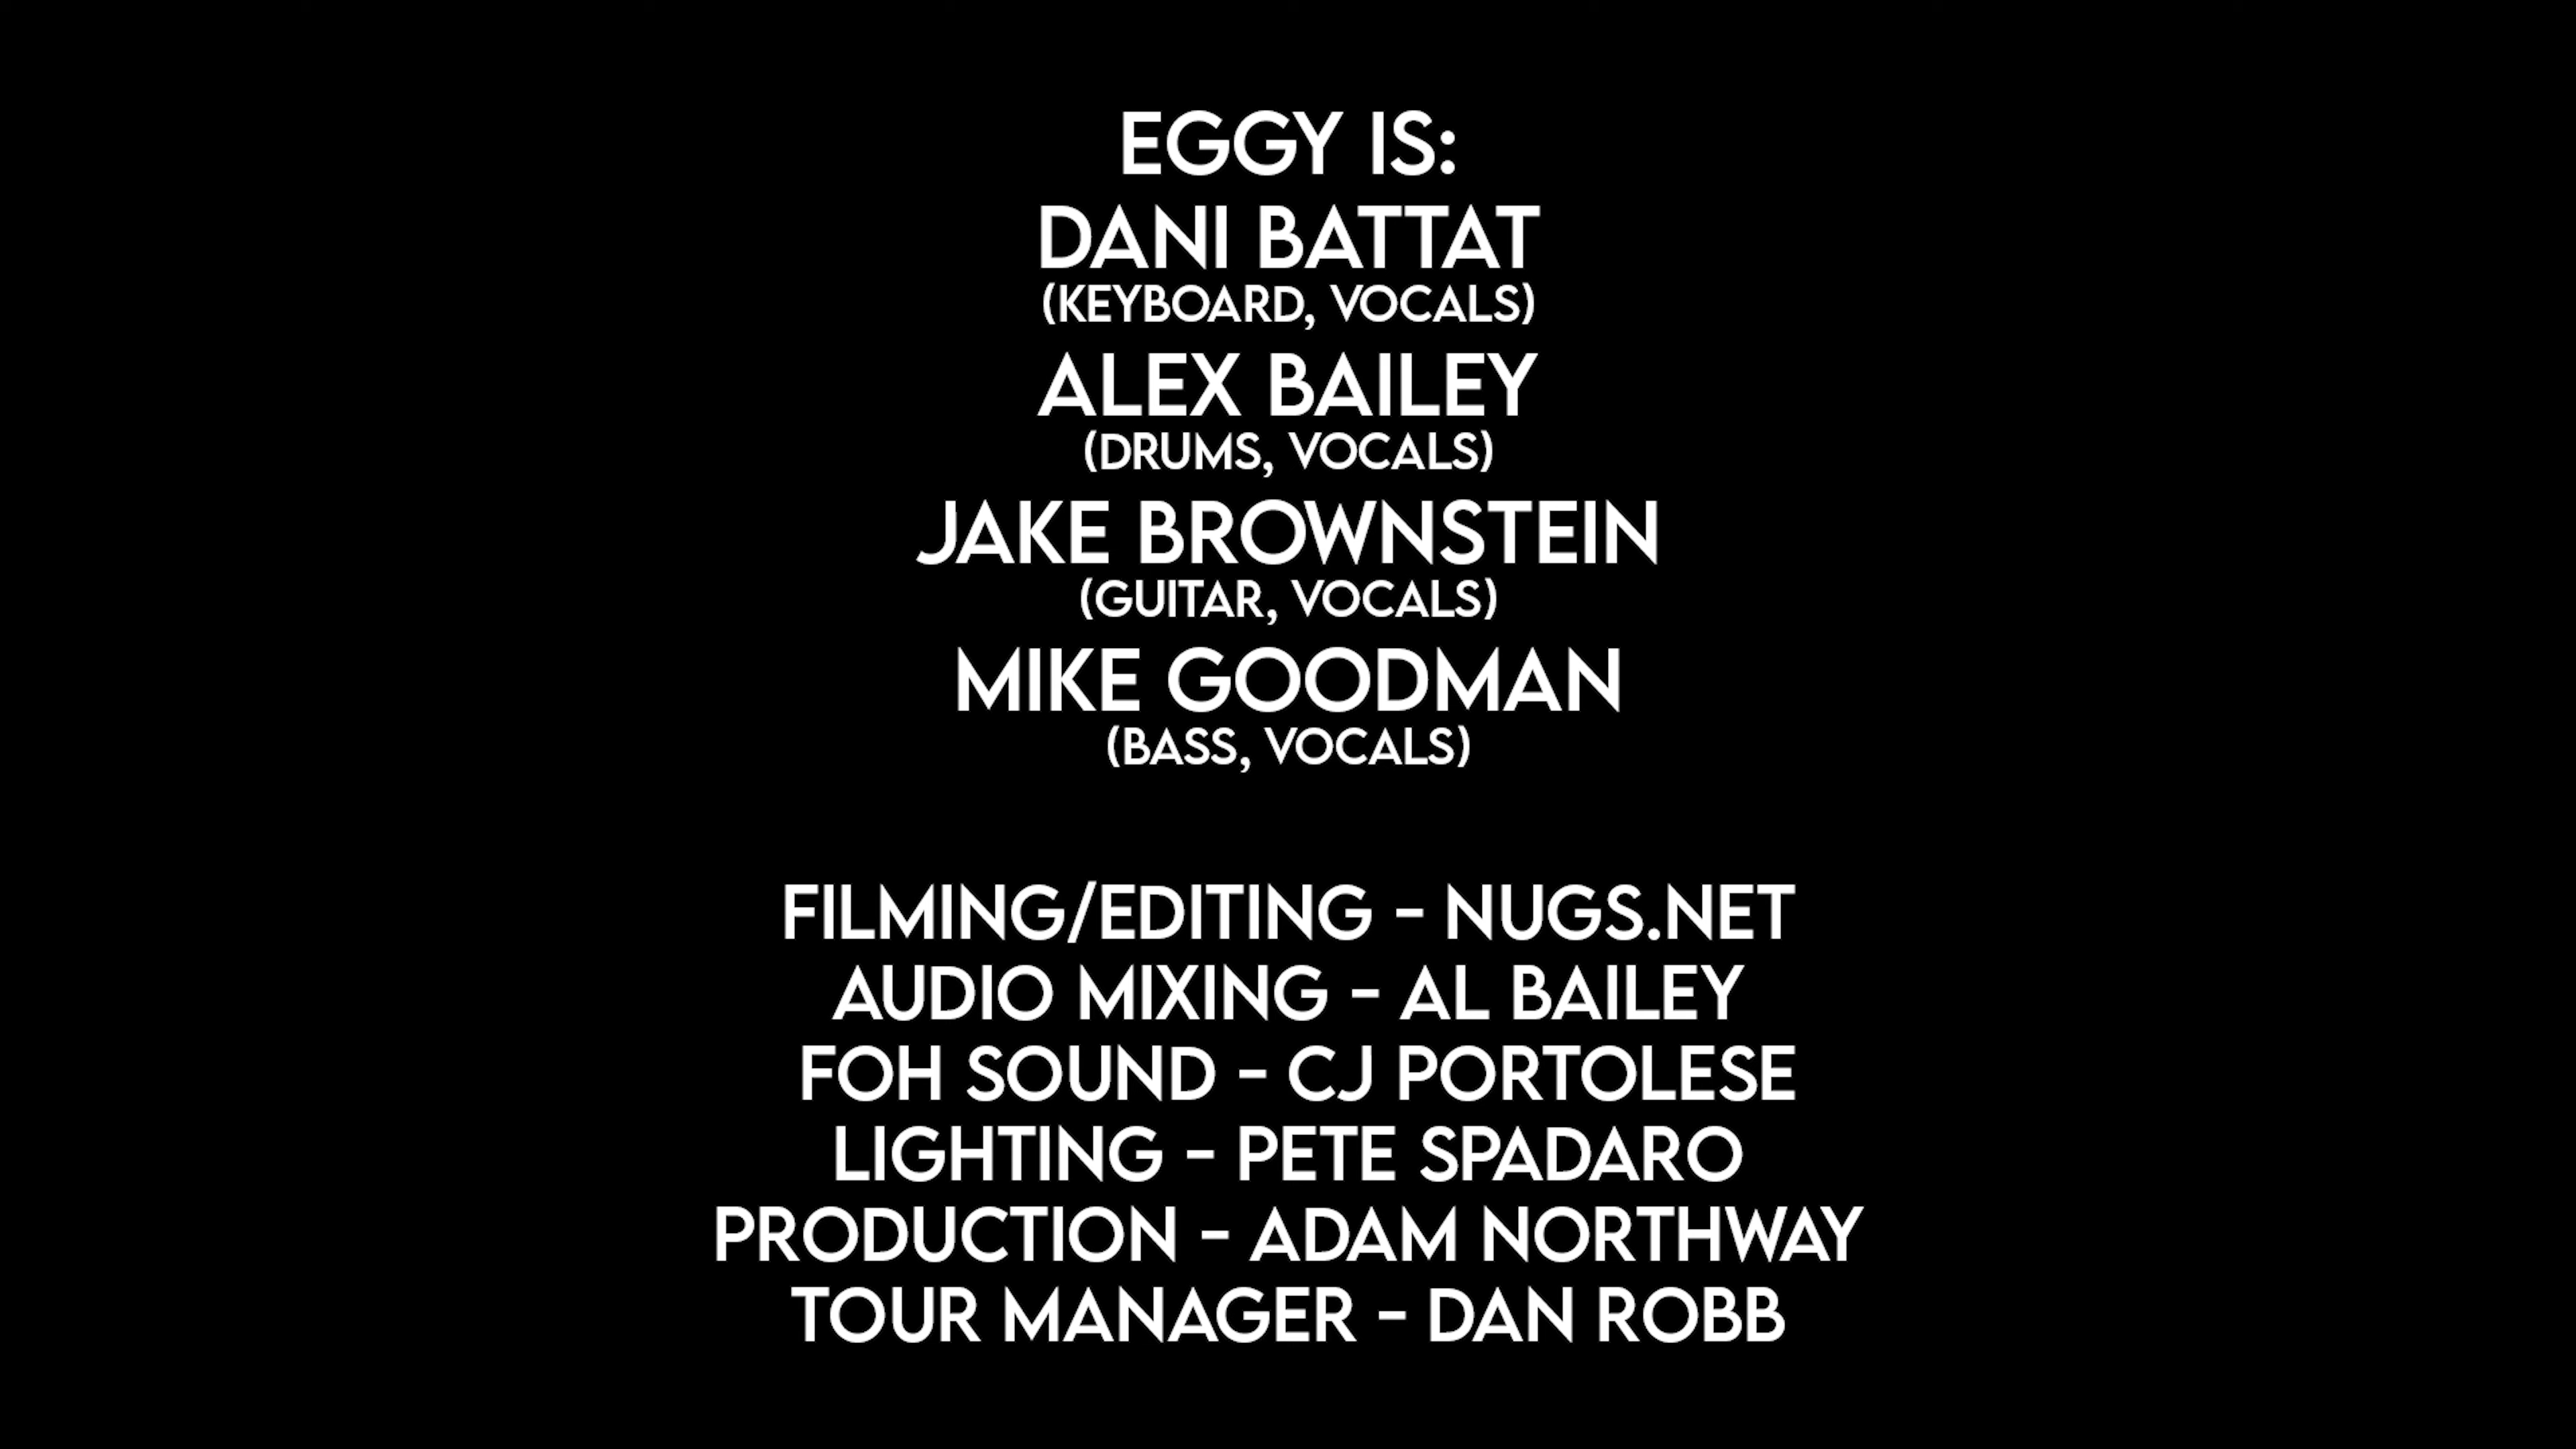 EGGY IS:
DANI BATTAT
(KEYBOARD, VOCALS)
ALEX BAILEY
(DRUMS, VOCALS)
JAKE BROWNSTEIN
(GUITAR, VOCALS)
MIKE GOODMAN
(BASS, VOCALS)
FILMING/EDITING - NUGS.NET
AUDIO MIXING - AL BAILEY
FOH SOUND - CJ PORTOLESE
LIGHTING - PETE SPADARO
PRODUCTION - ADAM NORTHWAY
TOUR MANAGER - DAN ROBB